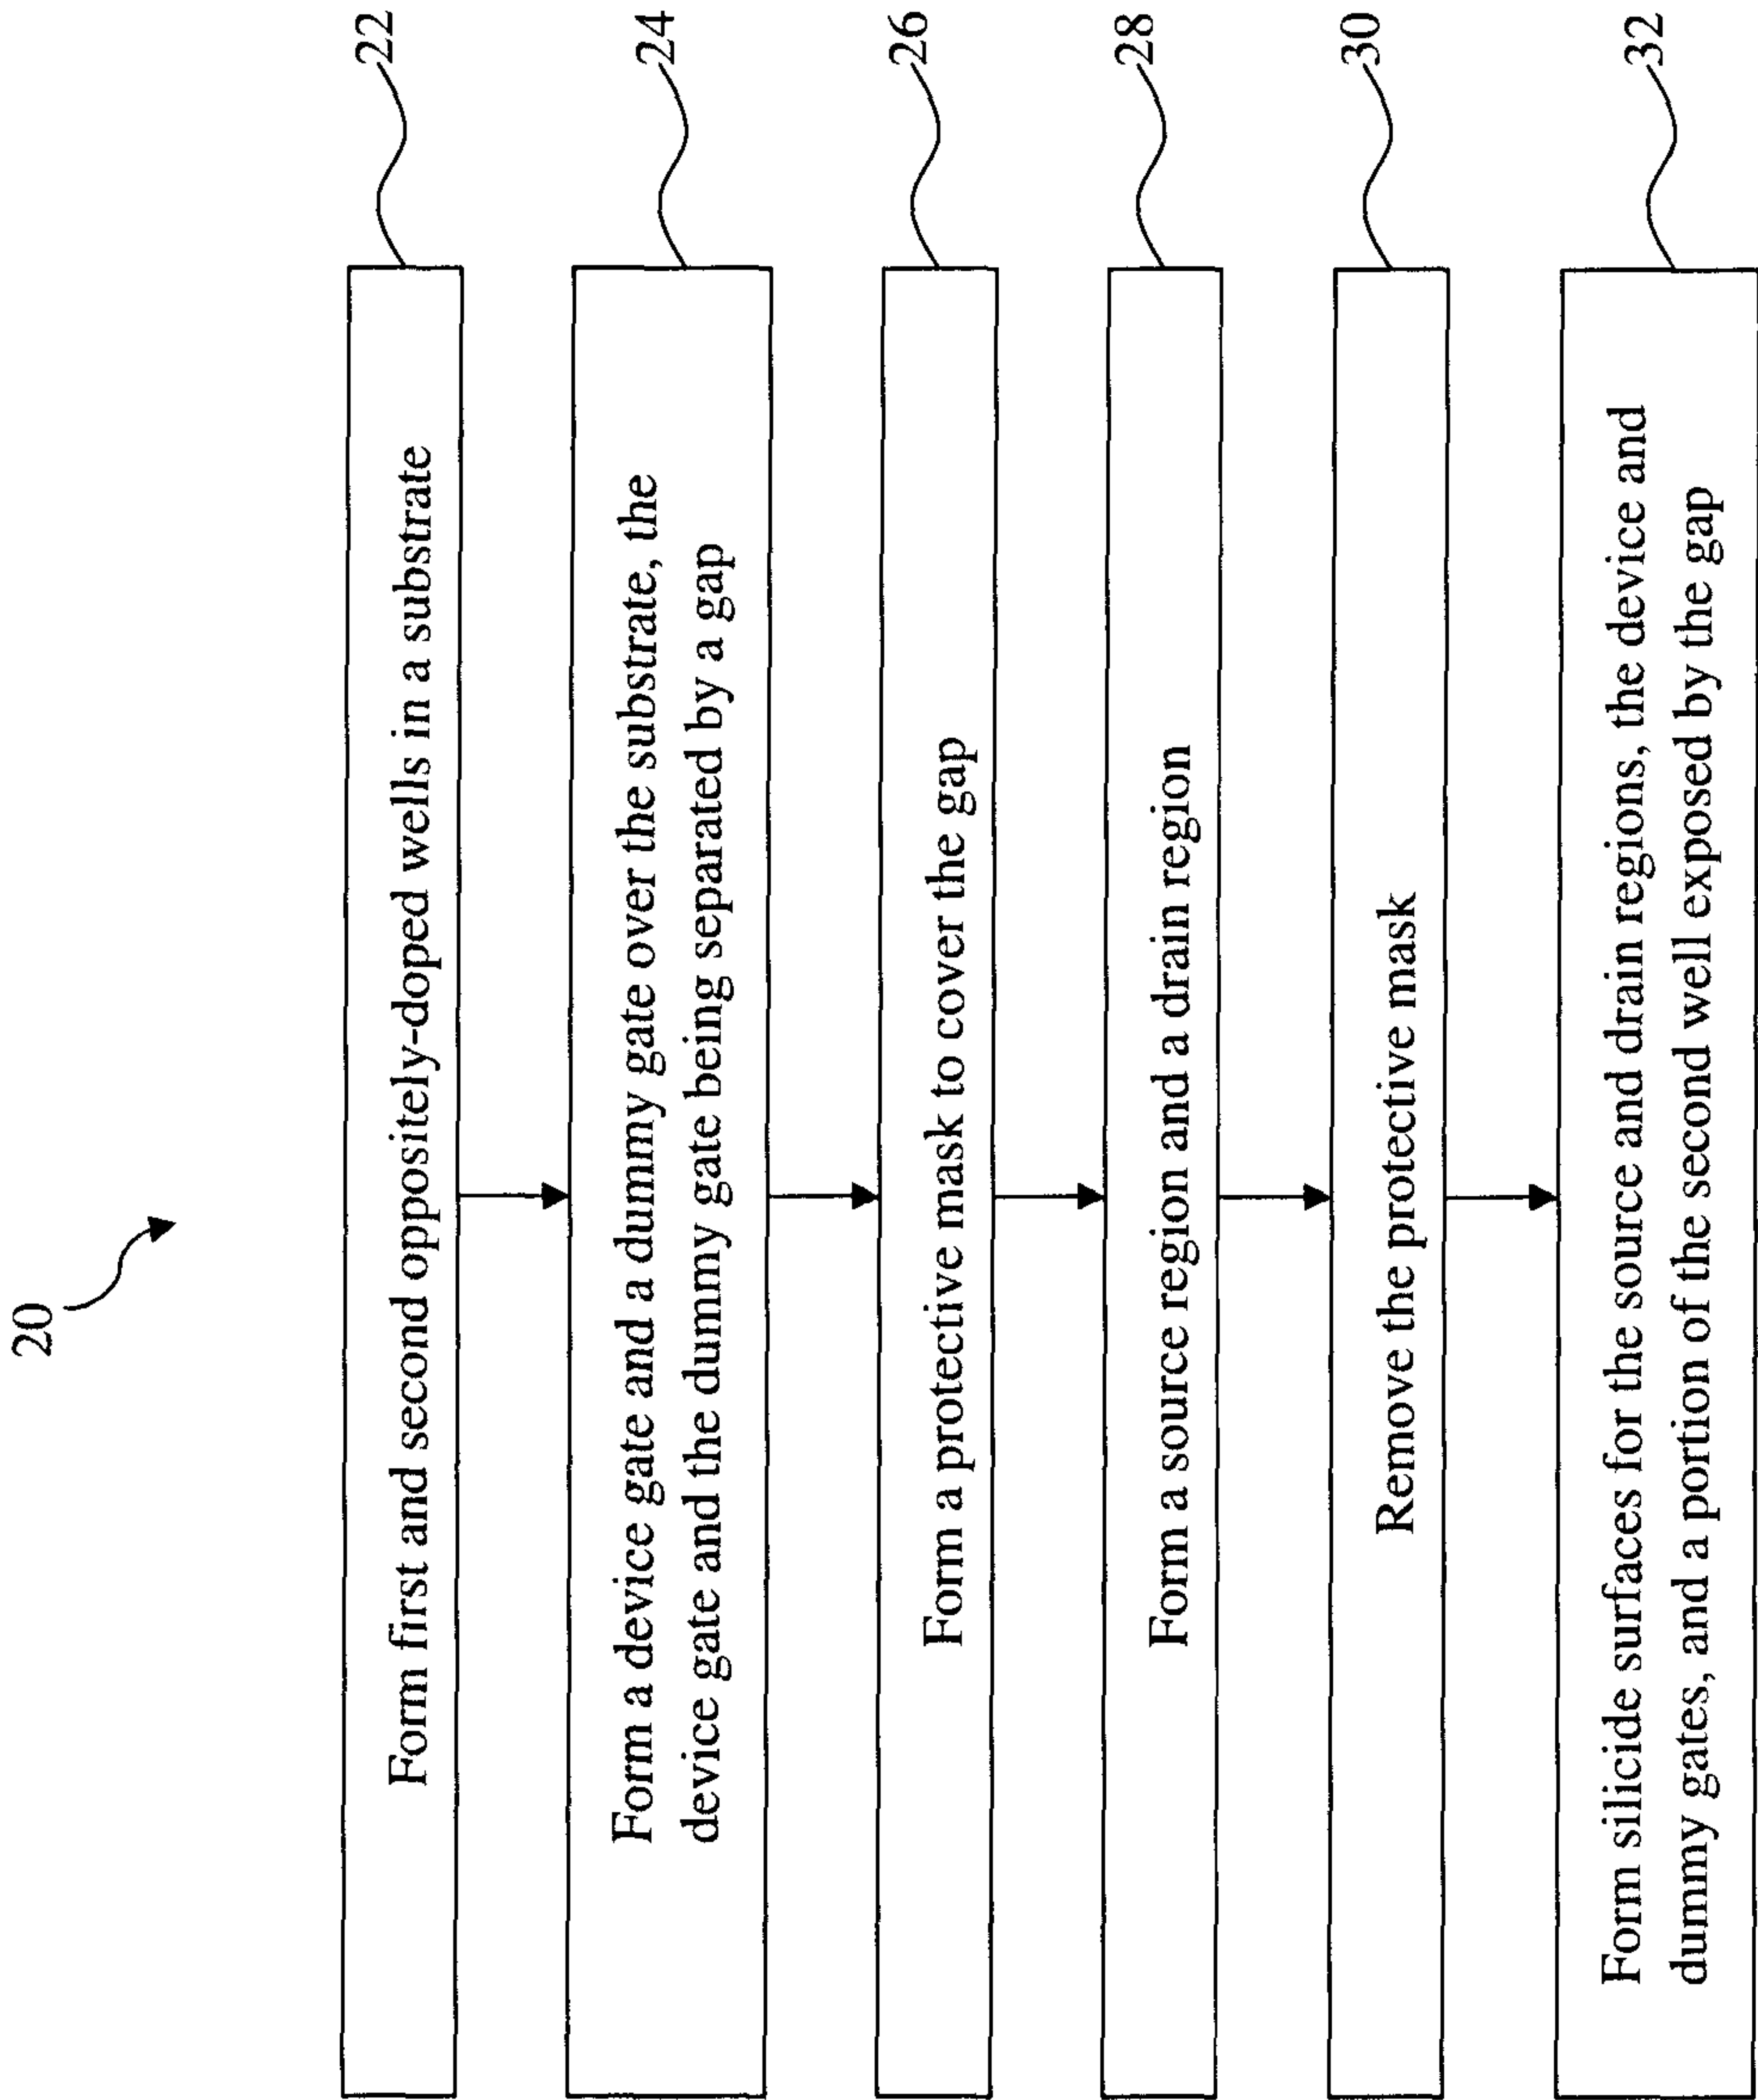 20
Form first and second oppositely-doped wells in a substrate
22
Form a device gate and a dummy gate over the substrate, the
device gate and the dummy gate being separated by a gap
24
Form a protective mask to cover the gap
26
Form a source region and a drain region
28
Remove the protective mask
30
Form silicide surfaces for the source and drain regions, the device and
dummy gates, and a portion of the second well exposed by the gap
32